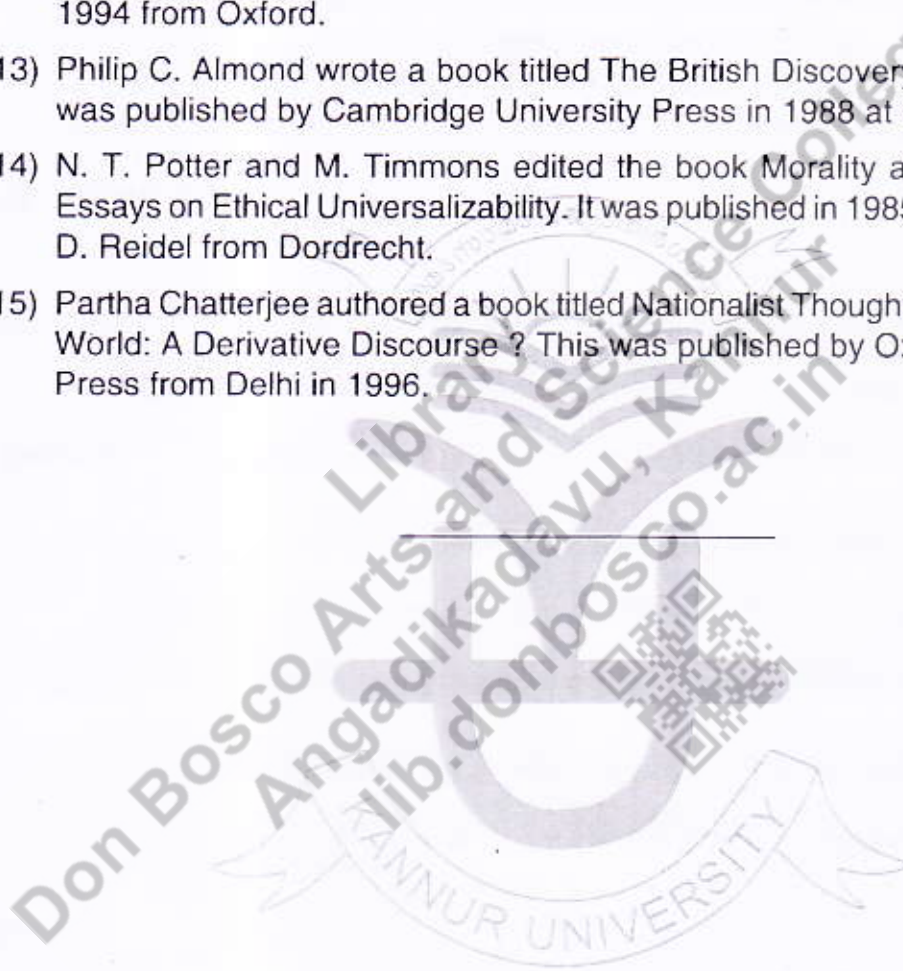 1994 from Oxford.
13) Philip C. Almond wrote a book titled The British Discover
was published by Cambridge University Press in 1988 at
14) N. T. Potter and M. Timmons edited the book Morality a
Essays on Ethical Universalizability. It was published in 1985
D. Reidel from Dordrecht.
15) Partha Chatterjee authored a book titled Nationalist Though
World: A Derivative Discourse ? This was published by Ox
Press from Delhi in 1996.
Library
Don Bosco Arts and Science Colleg
Angadikadavu, Kannur
lib.donbosco.ac.in
KANNUR UNIVERSITY